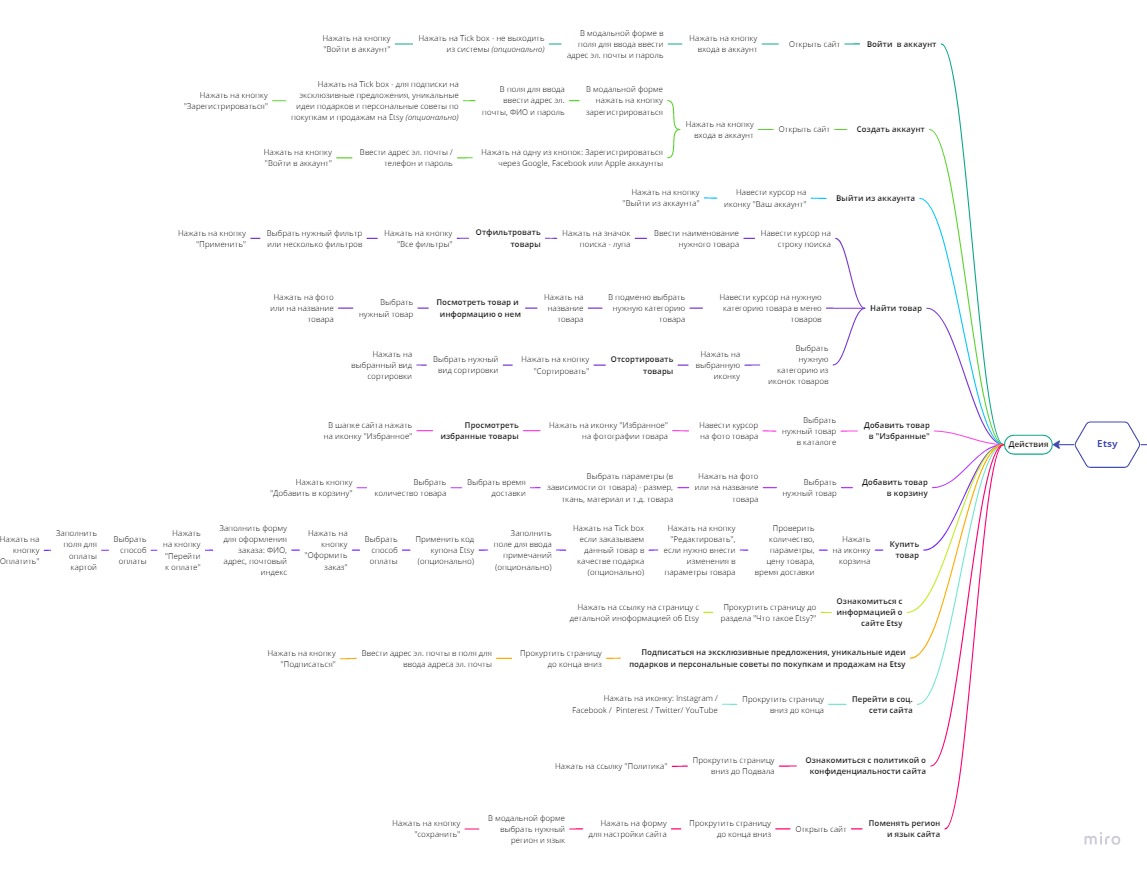 Etsy
Действия
Войти  в аккаунт
Открыть сайт
Нажать на кнопку
входа в аккаунт
В модальной форме в
поля для ввода ввести
адрес эл. почты и пароль
Нажать на Tick box - не выходить
из системы (опционально)
Нажать на кнопку
"Войти в аккаунт"
Создать аккаунт
Открыть сайт
Нажать на кнопку
входа в аккаунт
В модальной форме
нажать на кнопку
зарегистрироваться
В поля для ввода
ввести адрес эл.
почты, ФИО и пароль
Нажать на Tick box - для подписки на
эксклюзивные предложения, уникальные
идеи подарков и персональные советы по
покупкам и продажам на Etsy (опционально)
Нажать на кнопку
"Зарегистрироваться"
Нажать на одну из кнопок: Зарегистрироваться
через Google, Facebook или Apple аккаунты
Ввести адрес эл. почты /
телефон и пароль
Нажать на кнопку
"Войти в аккаунт"
Выйти из аккаунта
Навести курсор на
иконку "Ваш аккаунт"
Нажать на кнопку
"Выйти из аккаунта"
Найти товар
Навести курсор на
строку поиска
Ввести наименование
нужного товара
Нажать на значок
поиска - лупа
Отфильтровать
товары
Нажать на кнопку
"Все фильтры"
Выбрать нужный фильтр
или несколько фильтров
Нажать на кнопку
"Применить"
Навести курсор на нужную
категорию товара в меню
товаров
В подменю выбрать
нужную категорию
товара
Нажать на
название
товара
Посмотреть товар и
информацию о нем
Выбрать
нужный товар
Нажать на фото
или на название
товара
Выбрать
нужную
категорию из
иконок товаров
Нажать на
выбранную
иконку
Отсортировать
товары
Нажать на кнопку
"Сортировать"
Выбрать нужный
вид сортировки
Нажать на
выбранный вид
сортировки
Добавить товар
в "Избранные"
Выбрать
нужный товар
в каталоге
Навести курсор
на фото товара
Нажать на иконку "Избранное"
на фотографии товара
Просмотреть
избранные товары
В шапке сайта нажать
на иконку "Избранное"
Добавить товар
в корзину
Выбрать
нужный товар
Нажать на фото
или на название
товара
Выбрать параметры (в
зависимости от товара) - размер,
ткань, материал и т.д. товара
Выбрать время
доставки
Выбрать
количество товара
Нажать кнопку
"Добавить в корзину"
Купить
товар
Нажать
на иконку
корзина
Проверить
количество,
параметры,
цену товара,
время доставки
Нажать на кнопку
"Редактировать",
если нужно внести
изменения в
параметры товара
Нажать на Tick box
если заказываем
данный товар в
качестве подарка
(опционально)
Заполнить
поле для ввода
примечаний
(опционально)
Применить код
купона Etsy
(опционально)
Выбрать
способ
оплаты
Нажать на
кнопку
"Оформить
заказ"
Заполнить форму
для оформления
заказа: ФИО,
адрес, почтовый
индекс
Нажать
на кнопку
"Перейти
к оплате"
Выбрать
способ
оплаты
Заполнить
поля для
оплаты
картой
Нажать на
кнопку
Оплатить"
Ознакомиться с
информацией о
сайте Etsy
Прокуртить страницу до
раздела "Что такое Etsy?"
Нажать на ссылку на страницу с
детальной иноформацией об Etsy
Подписаться на эксклюзивные предложения, уникальные идеи
подарков и персональные советы по покупкам и продажам на Etsy
Прокуртить страницу
до конца вниз
Ввести адрес эл. почты в поля для
ввода адреса эл. почты
Нажать на кнопку
"Подписаться"
Перейти в соц.
сети сайта
Прокрутить страницу
вниз до конца
Нажать на иконку: Instagram /
Facebook /  Pinterest / Twitter/ YouTube
Ознакомиться с политикой о
конфиденциальности сайта
Прокрутить страницу
вниз до Подвала
Нажать на ссылку "Политика"
Поменять регион
и язык сайта
Открыть сайт
Прокрутить страницу
до конца вниз
Нажать на форму
для настройки сайта
В модальной форме
выбрать нужный
регион и язык
Нажать на кнопку
"сохранить"
miro